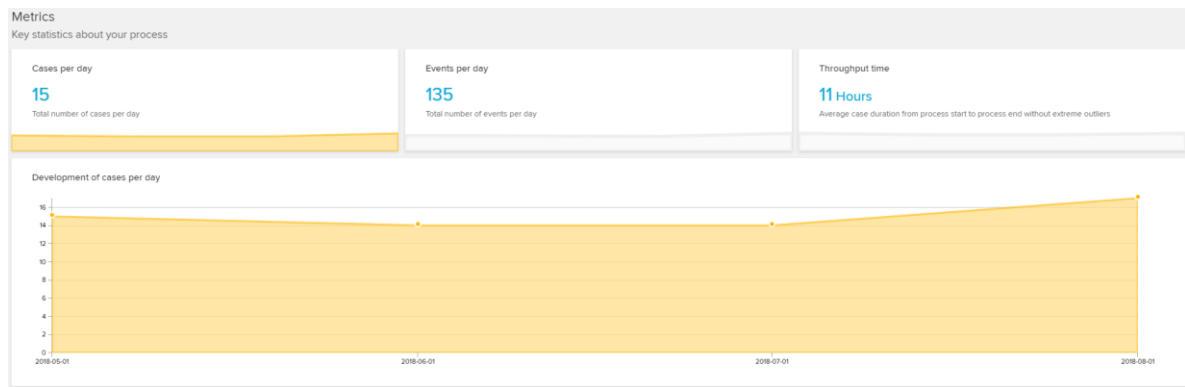 Metrics
Key statistics about your process
Cases per day
15
Total number of cases per day
Events per day
135
Total number of events per day
Throughput time
11 Hours
Average case duration from process start to process end without extreme outliers
Development of cases per day
16
14
12
10
8
6
4
2
0
2018-05-01
2018-06-01
2018-07-01
2018-08-01